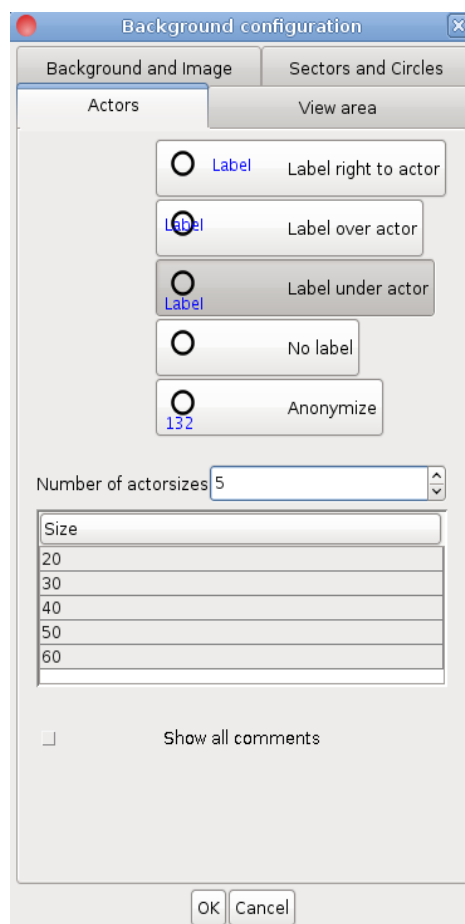 Background configuration
Background and Image
Sectors and Circles
Actors
View area
Label Label right to actor
Label Label over actor
Label Label under actor
No label
132 Anonymize
Number of actorsizes 5
Size
20
30
40
50
60
Show all comments
OK Cancel